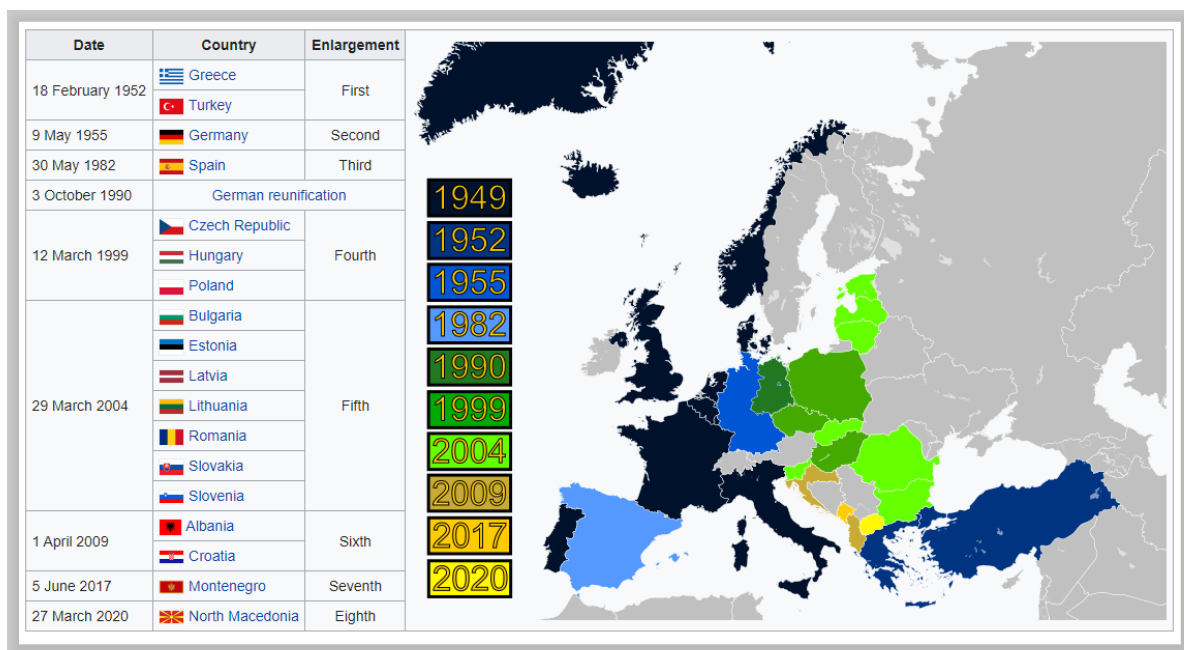 Date Country Enlargement
18 February 1952 Greece First
Turkey
9 May 1955 Germany Second
30 May 1982 Spain Third
3 October 1990 German reunification
12 March 1999 Czech Republic Fourth
Hungary
Poland
29 March 2004 Bulgaria Fifth
Estonia
Latvia
Lithuania
Romania
Slovakia
Slovenia
1 April 2009 Albania Sixth
Croatia
5 June 2017 Montenegro Seventh
27 March 2020 North Macedonia Eighth
1949
1952
1955
1982
1990
1999
2004
2009
2017
2020